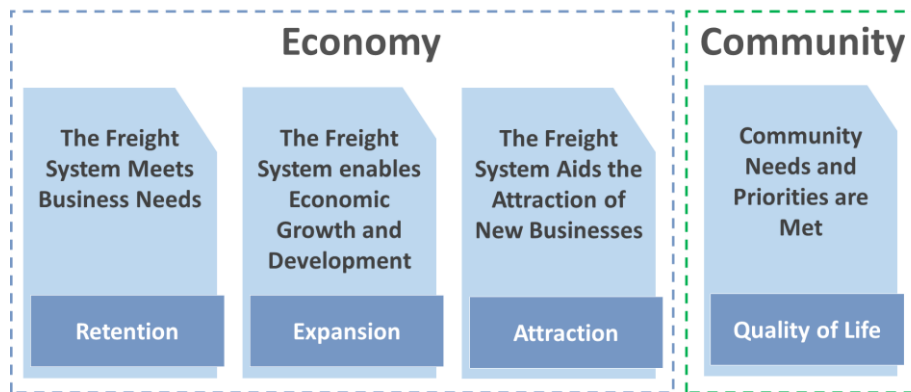 Economy
The Freight
System Meets
Business Needs
Retention
The Freight
System enables
Economic
Growth and
Development
Expansion
The Freight
System Aids the
Attraction of
New Businesses
Attraction
Community
Community
Needs and
Priorities are
Met
Quality of Life